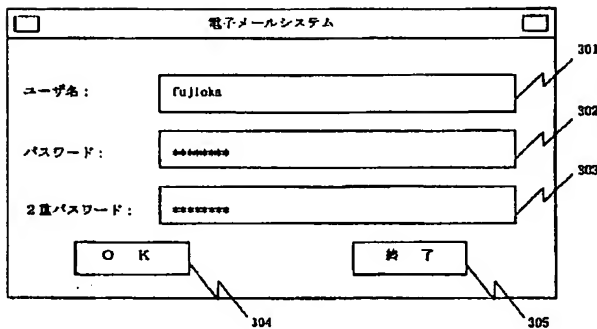 電子メールシステム
301
ユーザ名： fujioka
302
パスワード： ********
303
2重パスワード： ********
OK 終了
304 305